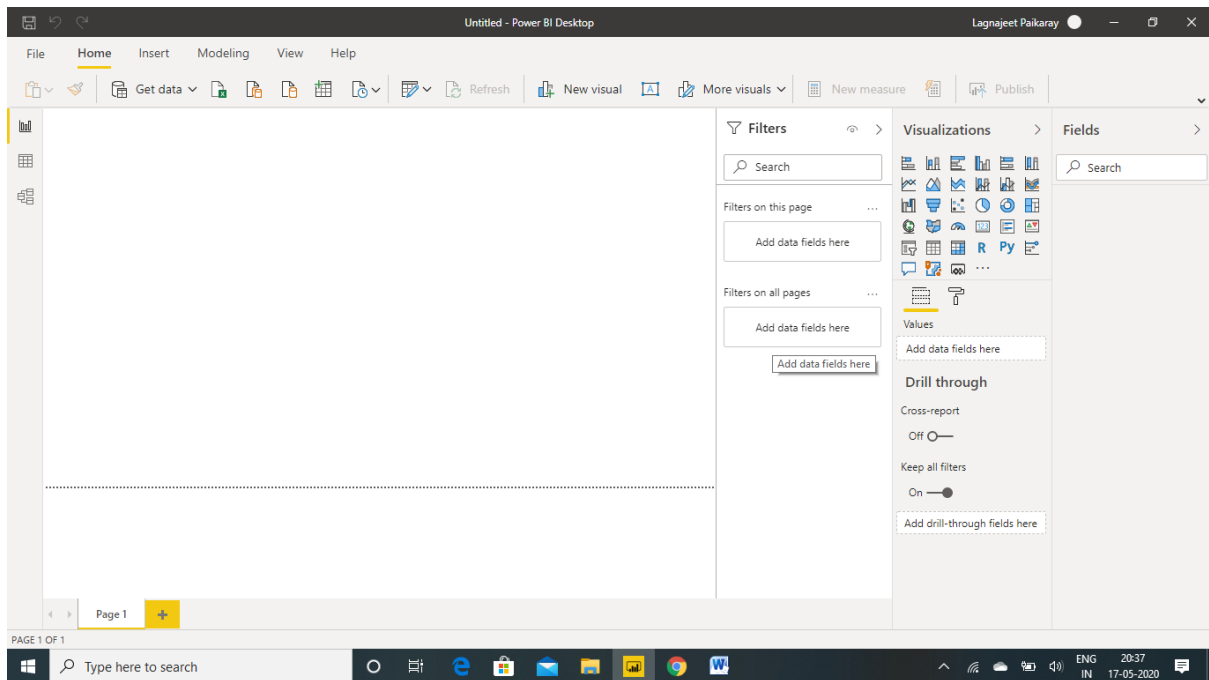 Untitled - Power BI Desktop
Lagnajeet Paikaray
File Home Insert Modeling View Help
Get data Refresh New visual A More visuals New measure Publish
Filters
Search
Filters on this page ...
Add data fields here
Filters on all pages ...
Add data fields here
Add data fields here
Visualizations
123
R Py
...
Values
Add data fields here
Drill through
Cross-report
Off
Keep all filters
On
Add drill-through fields here
Fields
Search
Page 1 +
PAGE 1 OF 1
Type here to search
W
ENG
IN
20:37
17-05-2020